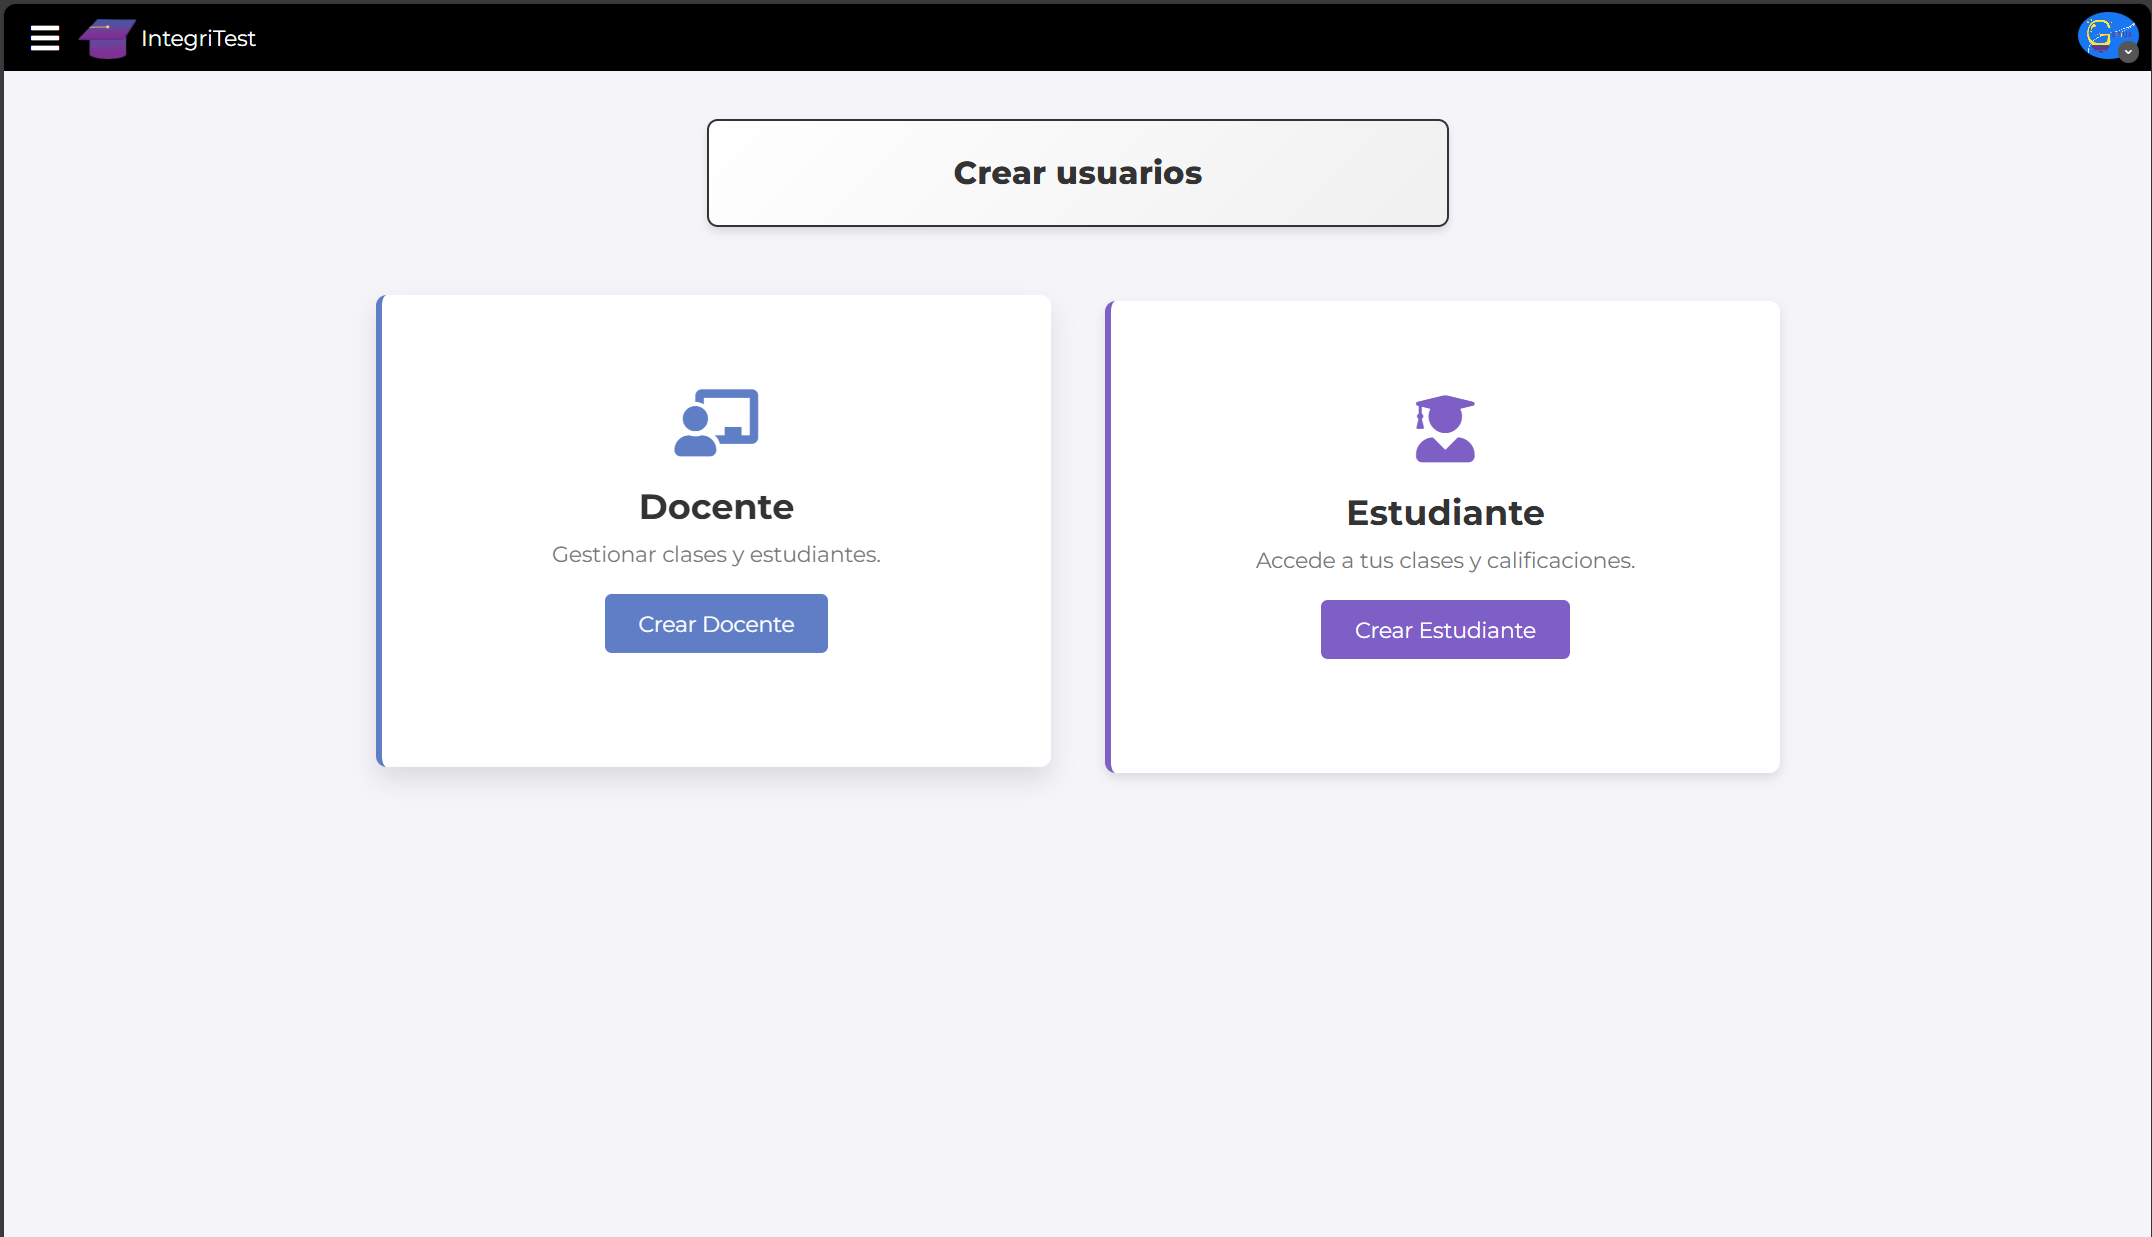 IntegriTest
Crear usuarios
Docente
Gestionar clases y estudiantes.
Crear Docente
Estudiante
Accede a tus clases y calificaciones.
Crear Estudiante